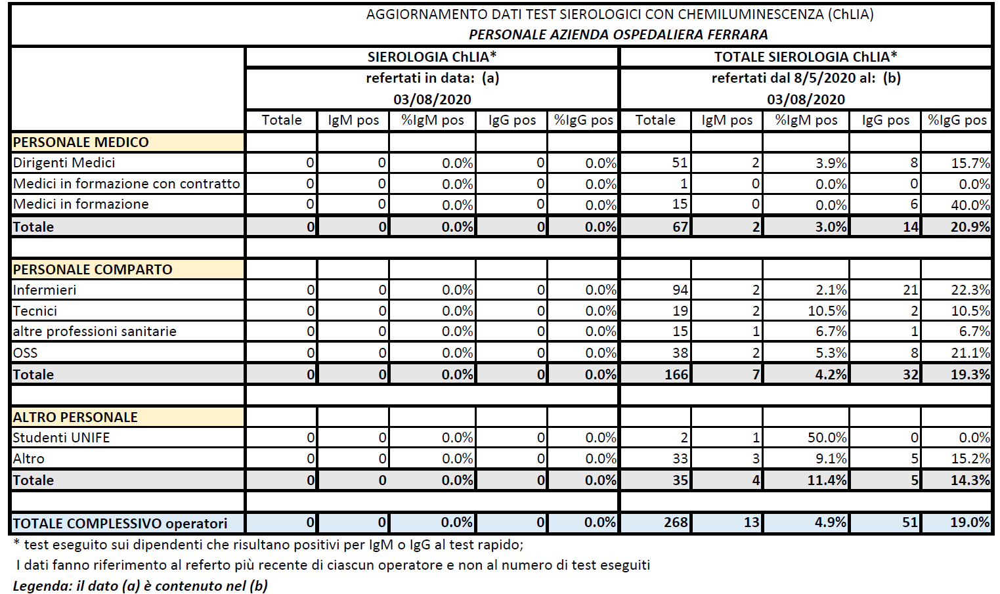 AGGIORNAMENTO DATI TEST SIEROLOGICI CON CHEMILUMINESCENZA (ChLIA)
PERSONALE AZIENDA OSPEDALIERA FERRARA
SIEROLOGIA ChLIA* TOTALE SIEROLOGIA ChLIA*
refertati in data: (a) refertati dal 8/5/2020 al: (b)
03/08/2020 03/08/2020
Totale IgM pos %IgM pos IgG pos %IgG pos Totale IgM pos %IgM pos IgG pos %IgG pos
PERSONALE MEDICO
Dirigenti Medici 0 0 0.0% 0 0.0% 51 2 3.9% 8 15.7%
Medici in formazione con contratto 0 0 0.0% 0 0.0% 1 0 0.0% 0 0.0%
Medici in formazione 0 0 0.0% 0 0.0% 15 0 0.0% 6 40.0%
Totale 0 0 0.0% 0 0.0% 67 2 3.0% 14 20.9%
PERSONALE COMPARTO
Infermieri 0 0 0.0% 0 0.0% 94 2 2.1% 21 22.3%
Tecnici 0 0 0.0% 0 0.0% 19 2 10.5% 2 10.5%
altre professioni sanitarie 0 0 0.0% 0 0.0% 15 1 6.7% 1 6.7%
OSS 0 0 0.0% 0 0.0% 38 2 5.3% 8 21.1%
Totale 0 0 0.0% 0 0.0% 166 7 4.2% 32 19.3%
ALTRO PERSONALE
Studenti UNIFE 0 0 0.0% 0 0.0% 2 1 50.0% 0 0.0%
Altro 0 0 0.0% 0 0.0% 33 3 9.1% 5 15.2%
Totale 0 0 0.0% 0 0.0% 35 4 11.4% 5 14.3%
TOTALE COMPLESSIVO operatori 0 0 0.0% 0 0.0% 268 13 4.9% 51 19.0%
* test eseguito sui dipendenti che risultano positivi per IgM o IgG al test rapido;
I dati fanno riferimento al referto più recente di ciascun operatore e non al numero di test eseguiti
Legenda: il dato (a) è contenuto nel (b)